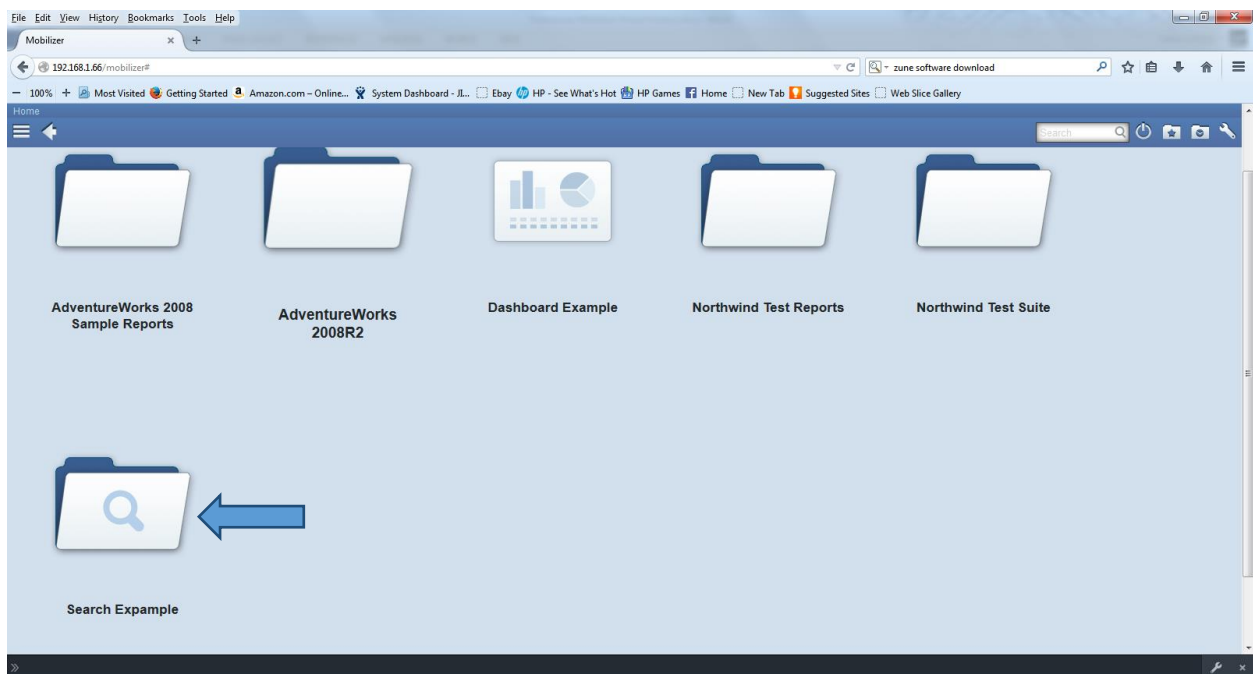 File Edit View History Bookmarks Tools Help
Mobilizer × +
192.168.1.66/mobilizer#
zune software download
100% + Most Visited Getting Started Amazon.com – Online... System Dashboard - JI... Ebay HP - See What's Hot HP Games Home New Tab Suggested Sites Web Slice Gallery
Home
Search
AdventureWorks 2008
Sample Reports
AdventureWorks
2008R2
Dashboard Example
Northwind Test Reports
Northwind Test Suite
Search Expample